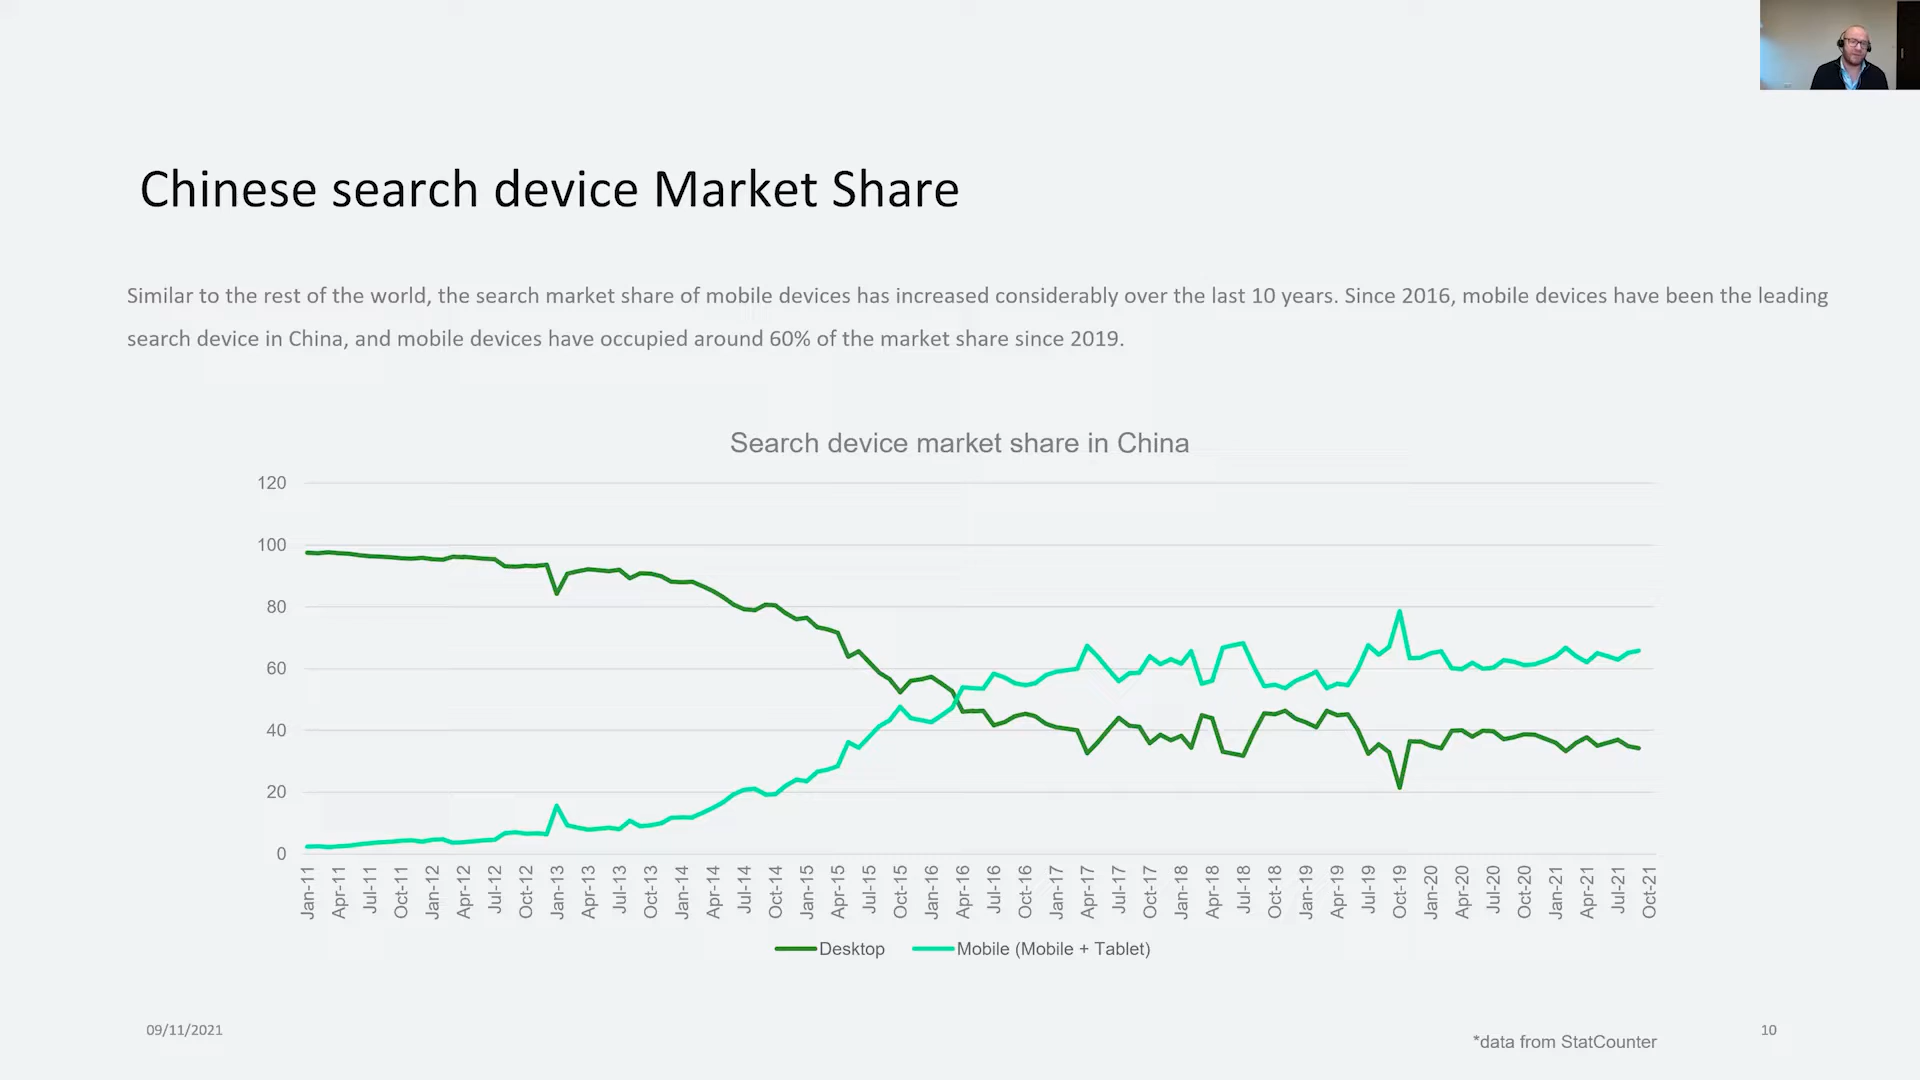 Chinese search device Market Share
Similar to the rest of the world, the search market share of mobile devices has increased considerably over the last 10 years. Since 2016, mobile devices have been the leading
search device in China, and mobile devices have occupied around 60% of the market share since 2019.
Search device market share in China
120
100
80
60
40
20
0
Jan-11 Apr-11 Jul-11 Oct-11 Jan-12 Apr-12 Jul-12 Oct-12 Jan-13 Apr-13 Jul-13 Oct-13 Jan-14 Apr-14 Jul-14 Oct-14 Jan-15 Apr-15 Jul-15 Oct-15 Jan-16 Apr-16 Jul-16 Oct-16 Jan-17 Apr-17 Jul-17 Oct-17 Jan-18 Apr-18 Jul-18 Oct-18 Jan-19 Apr-19 Jul-19 Oct-19 Jan-20 Apr-20 Jul-20 Oct-20 Jan-21 Apr-21 Jul-21 Oct-21
Desktop Mobile (Mobile + Tablet)
09/11/2021
*data from StatCounter
10